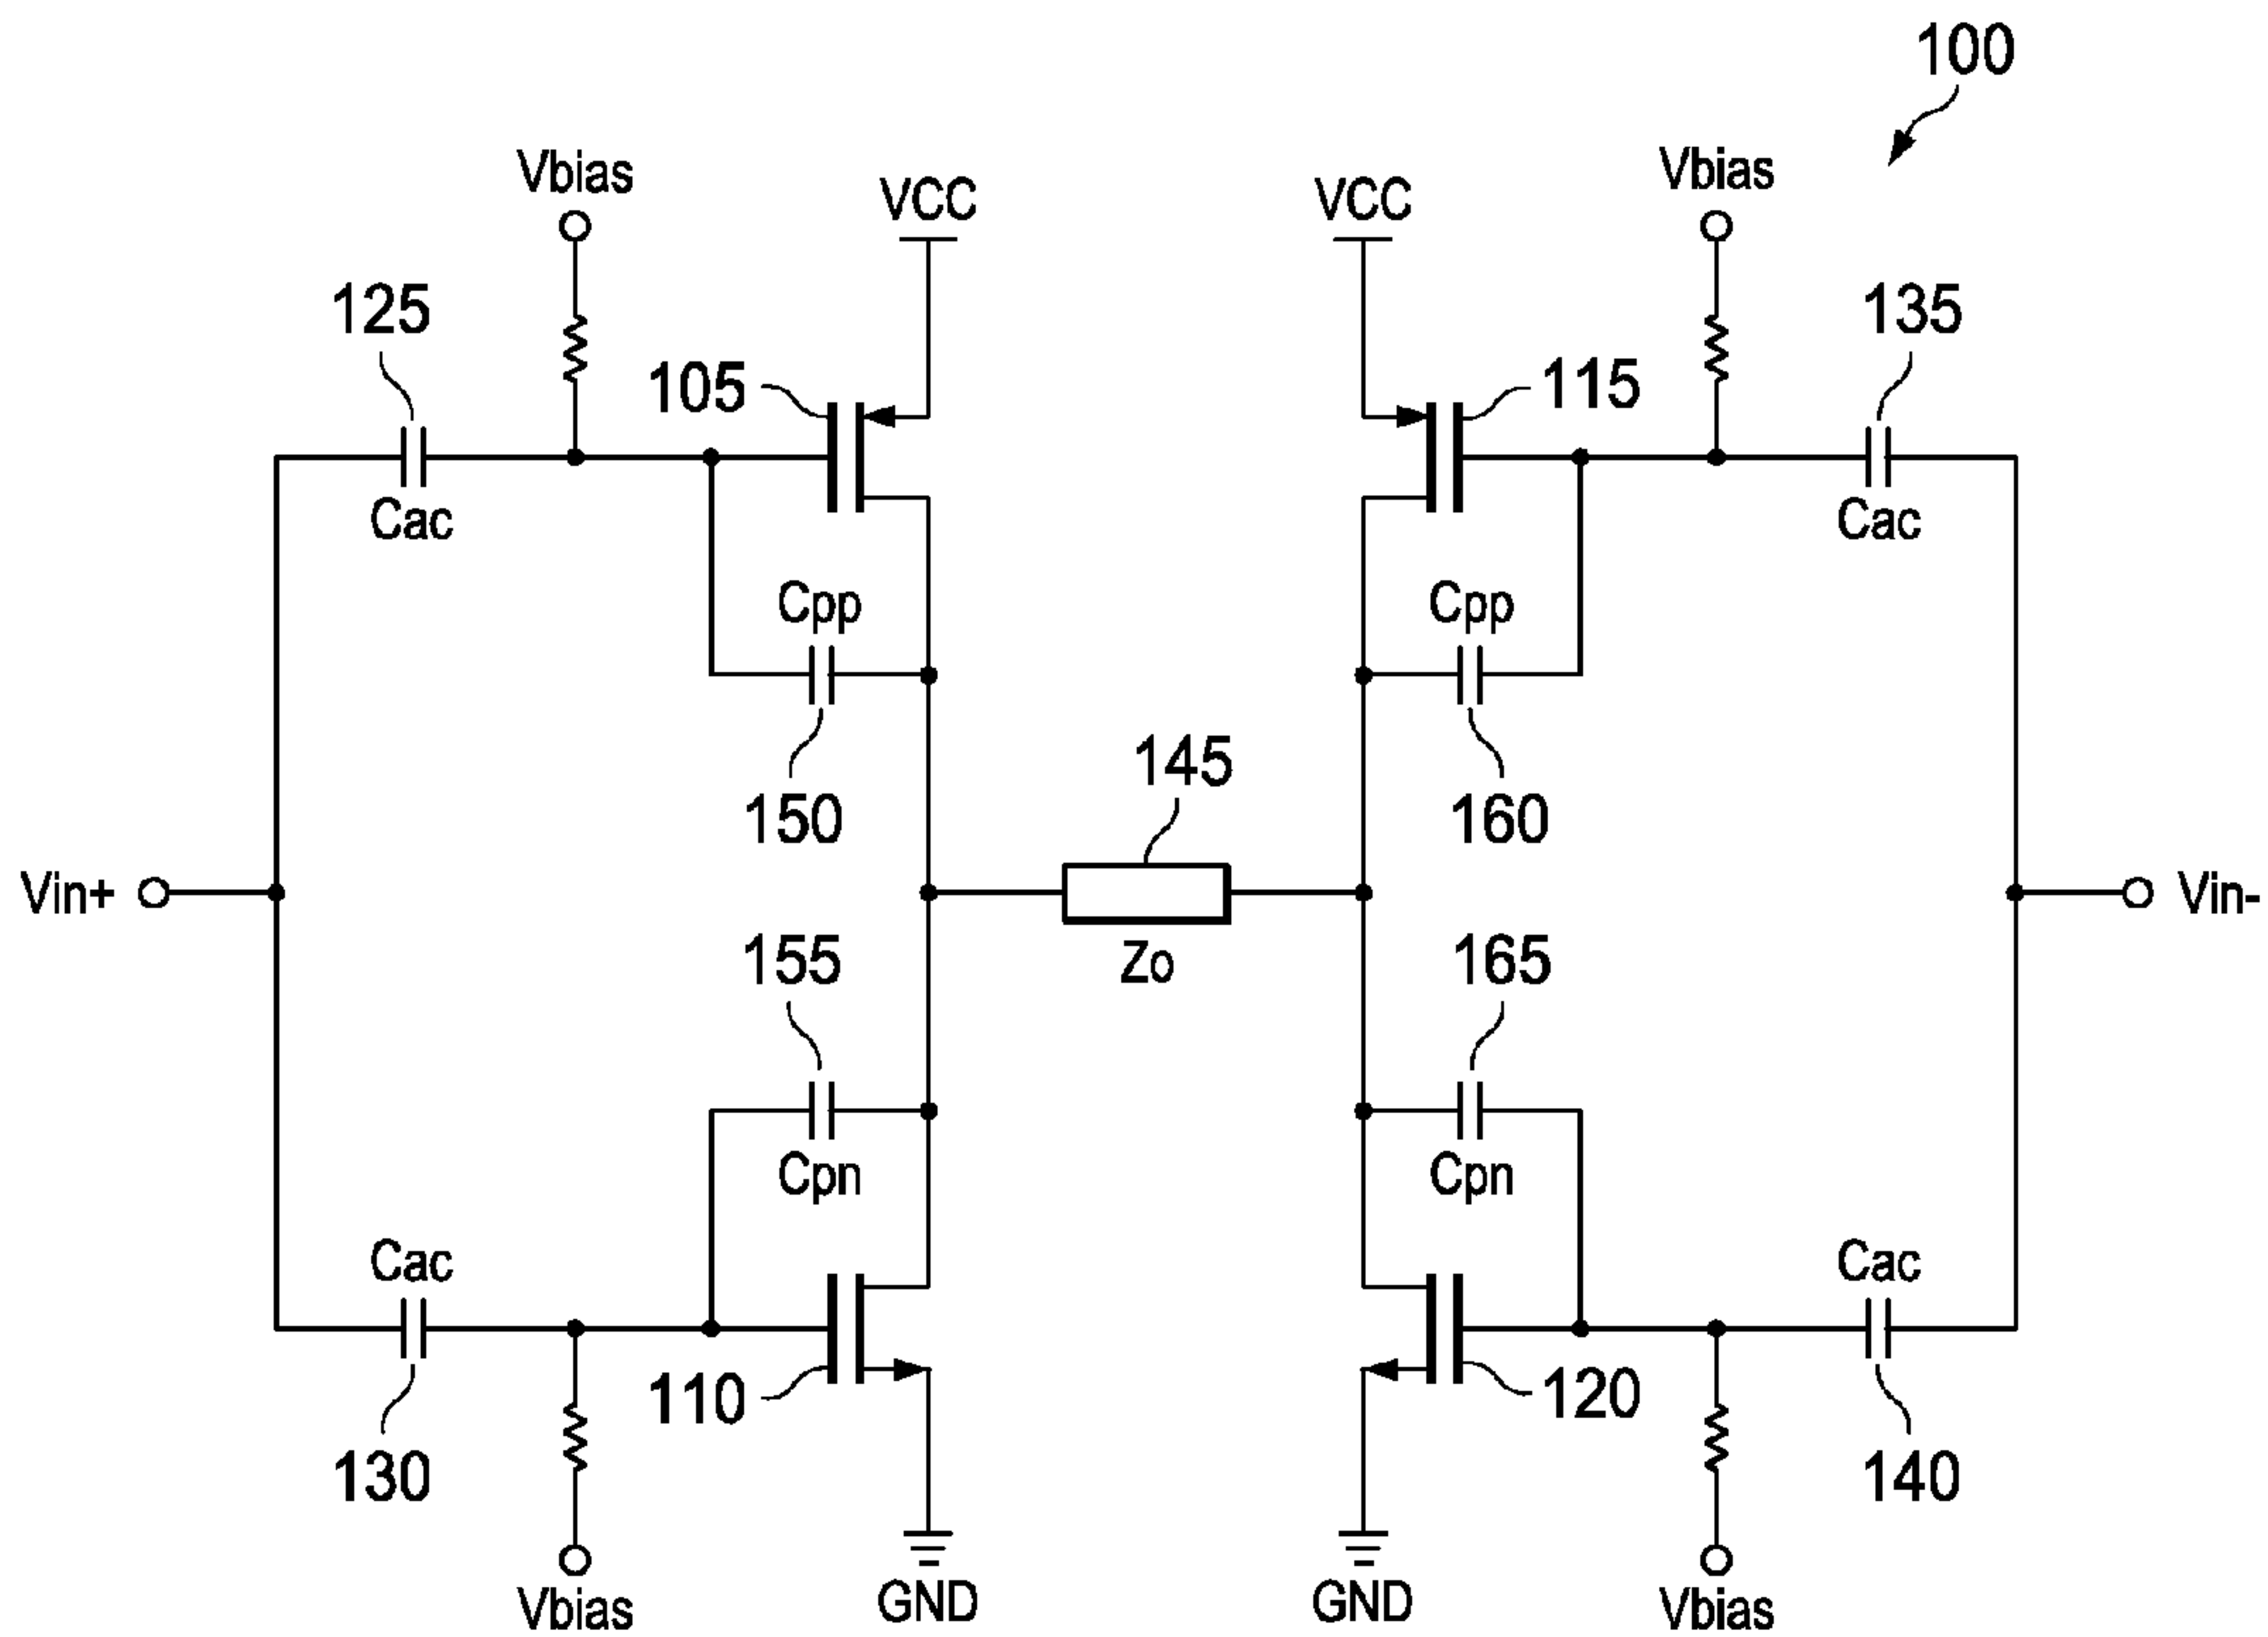 100
Vbias
Vbias
VCC
VCC
125
135
105
115
Cac
Cac
Cpp
Cpp
145
150
160
Vin+
Vin-
155
Zo
165
Cpn
Cpn
Cac
Cac
110
120
130
140
GND
GND
Vbias
Vbias